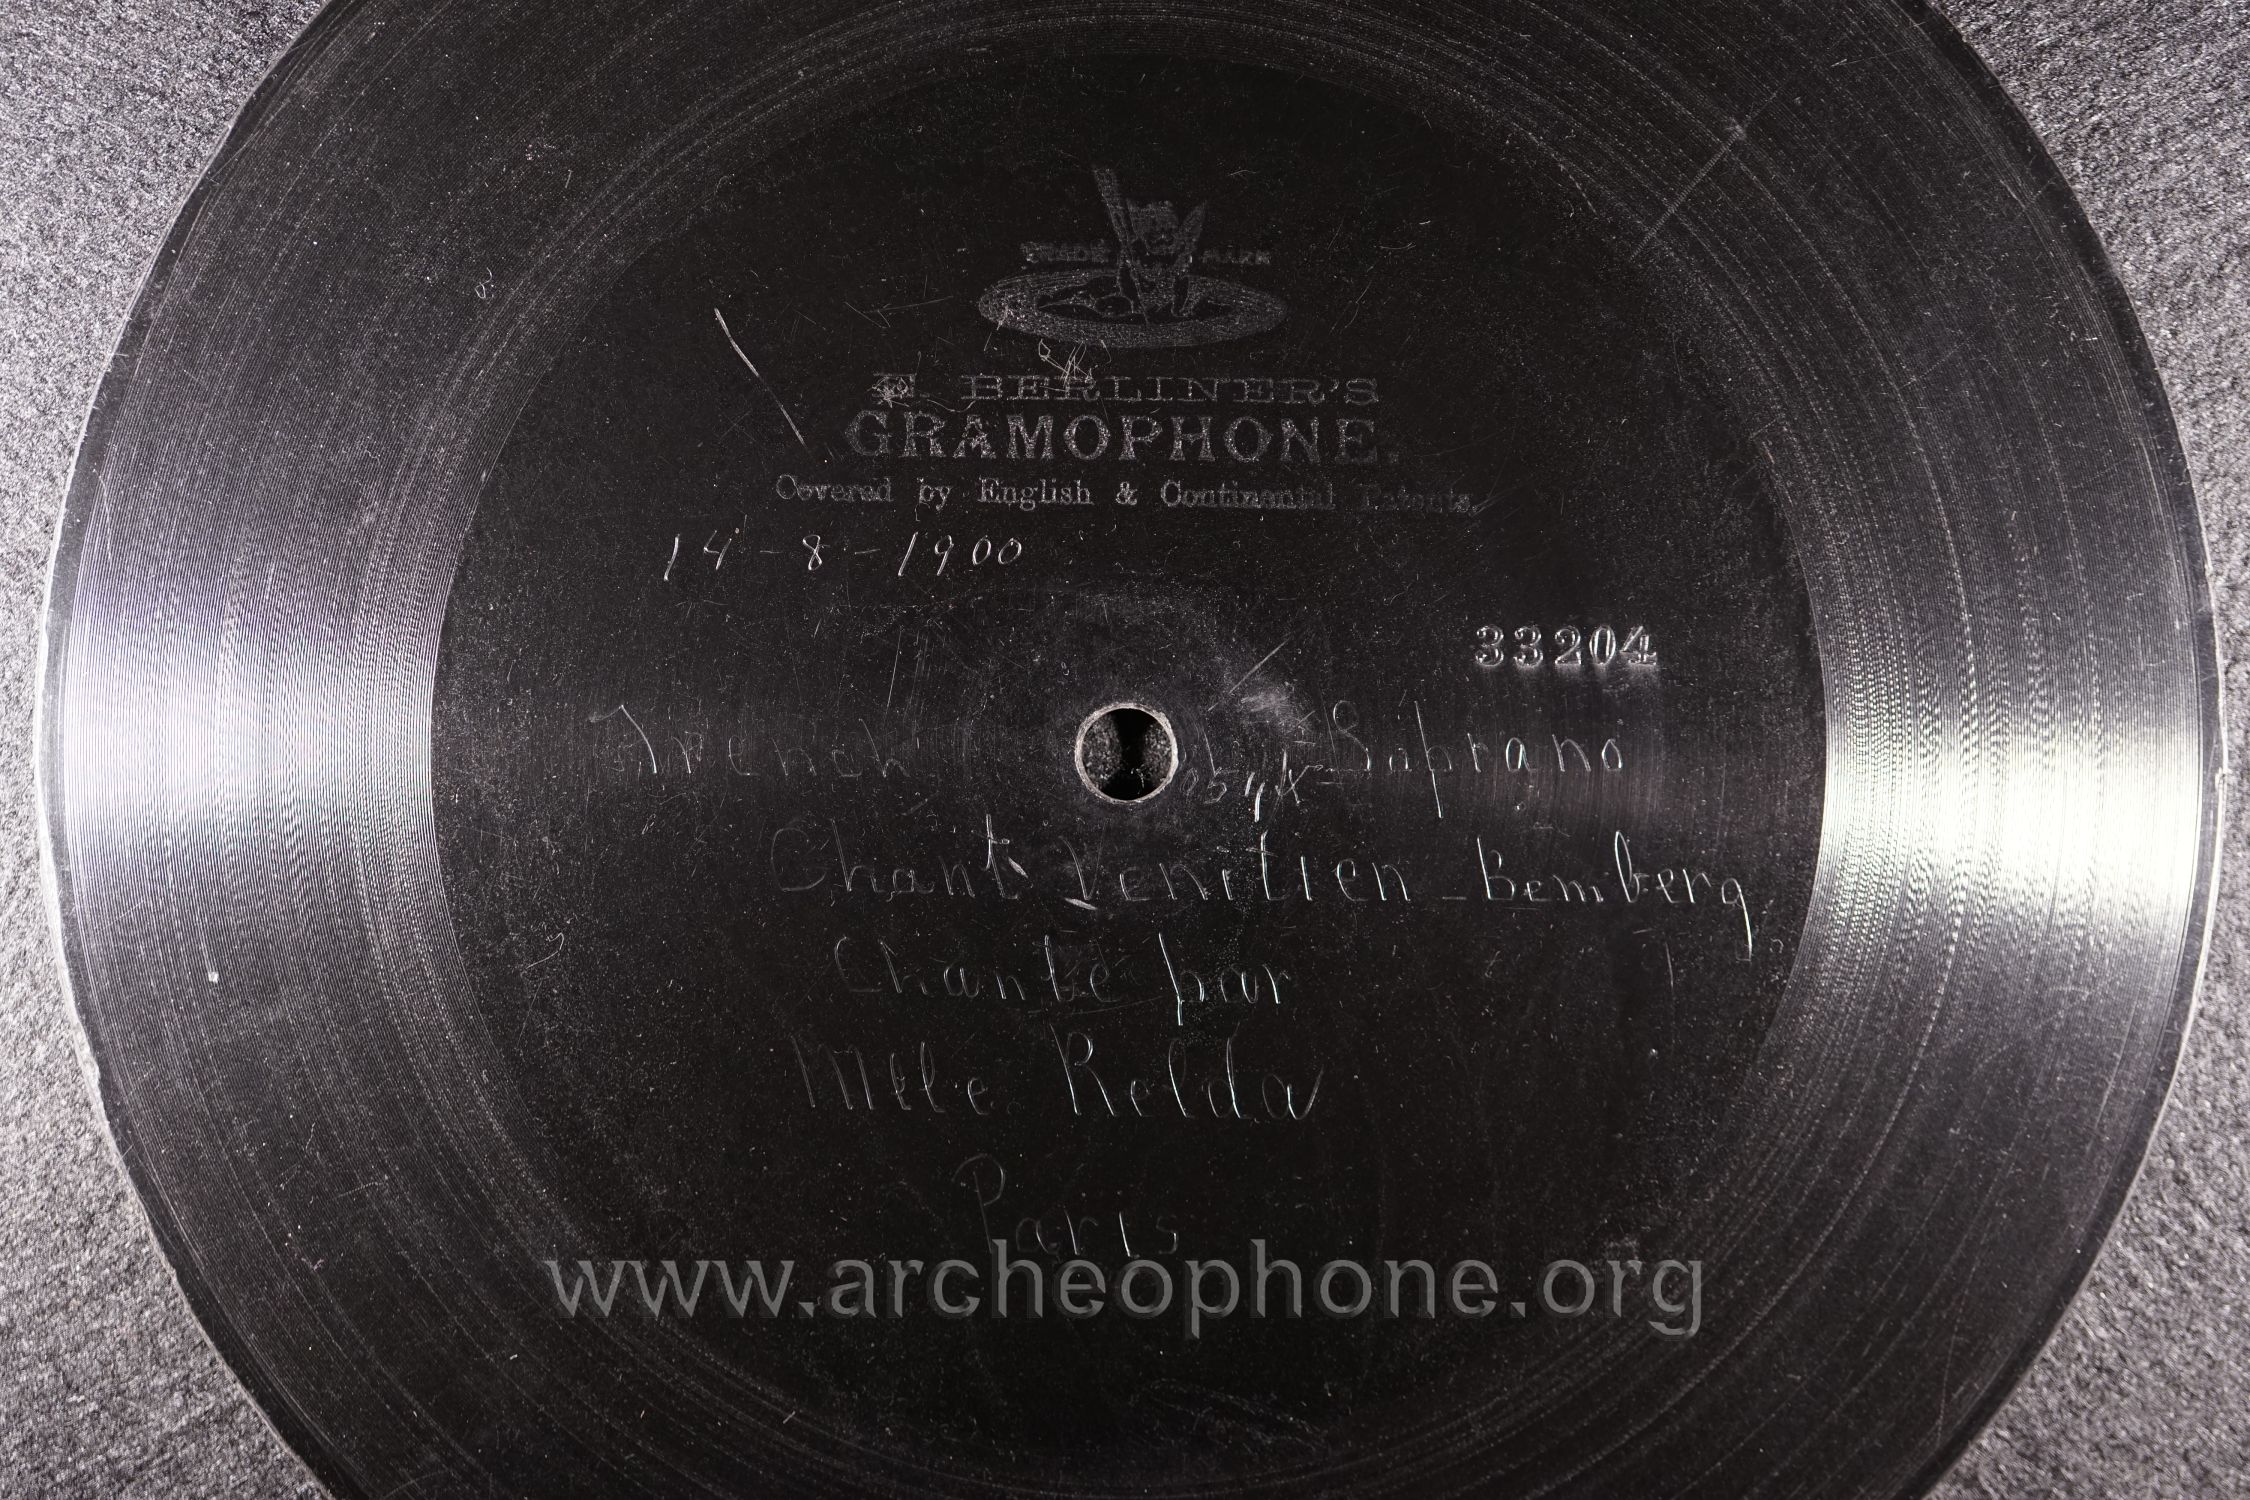 TRADE MARK
E. BERLINER'S
GRAMOPHONE.
Covered by English & Continental Patents.
14-8-1900
33204
French Soprano
Chant Venitien - Bemberg
Chanté par
Mlle. Relda
Paris
www.archeophone.org